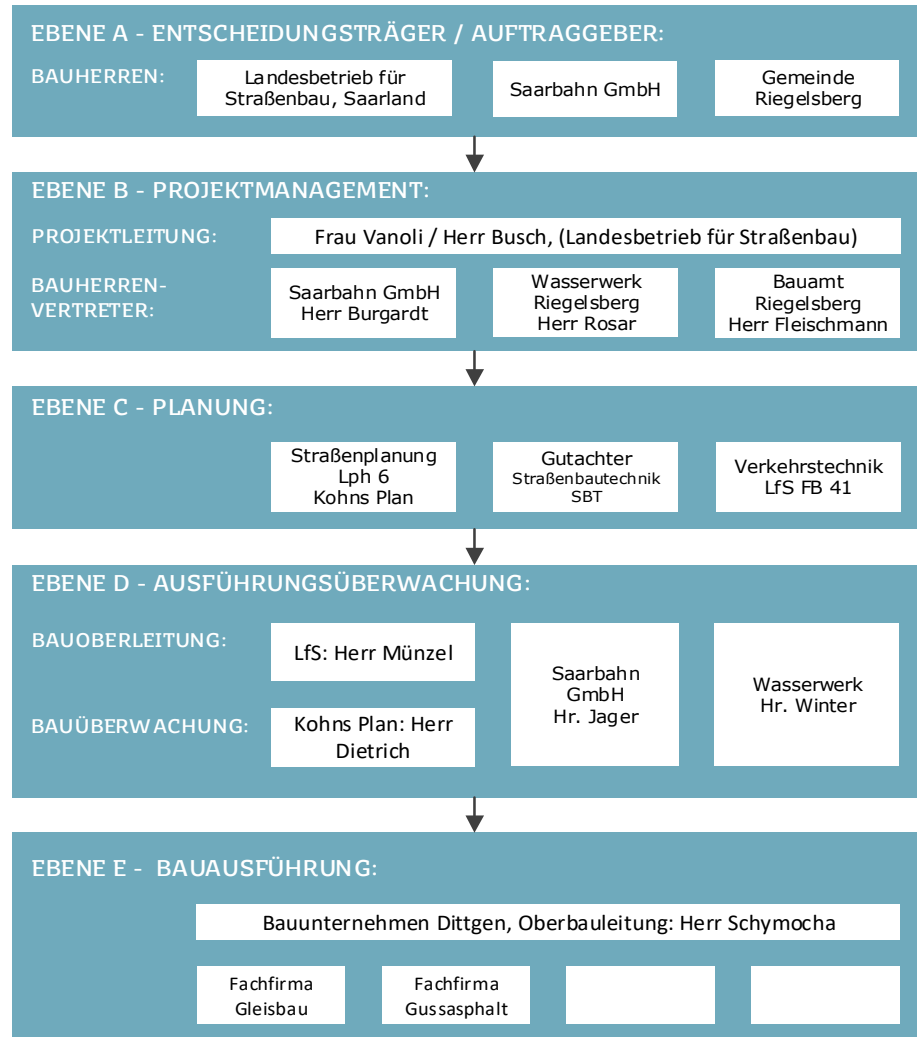 EBENE A - ENTSCHEIDUNGSTRÄGER / AUFTRAGGEBER:
BAUHERREN:
Landesbetrieb für
Straßenbau, Saarland
Saarbahn GmbH
Gemeinde
Riegelsberg
EBENE B - PROJEKTMANAGEMENT:
PROJEKTLEITUNG:
Frau Vanoli / Herr Busch, (Landesbetrieb für Straßenbau)
BAUHERREN-
VERTRETER:
Saarbahn GmbH
Herr Burgardt
Wasserwerk
Riegelsberg
Herr Rosar
Bauamt
Riegelsberg
Herr Fleischmann
EBENE C - PLANUNG:
Straßenplanung
Lph 6
Kohns Plan
Gutachter
Straßenbautechnik
SBT
Verkehrstechnik
LfS FB 41
EBENE D - AUSFÜHRUNGSÜBERWACHUNG:
BAUOBERLEITUNG:
LfS: Herr Münzel
BAUÜBERWACHUNG:
Kohns Plan: Herr
Dietrich
Saarbahn
GmbH
Hr. Jager
Wasserwerk
Hr. Winter
EBENE E - BAUAUSFÜHRUNG:
Bauunternehmen Dittgen, Oberbauleitung: Herr Schymocha
Fachfirma
Gleisbau
Fachfirma
Gussasphalt